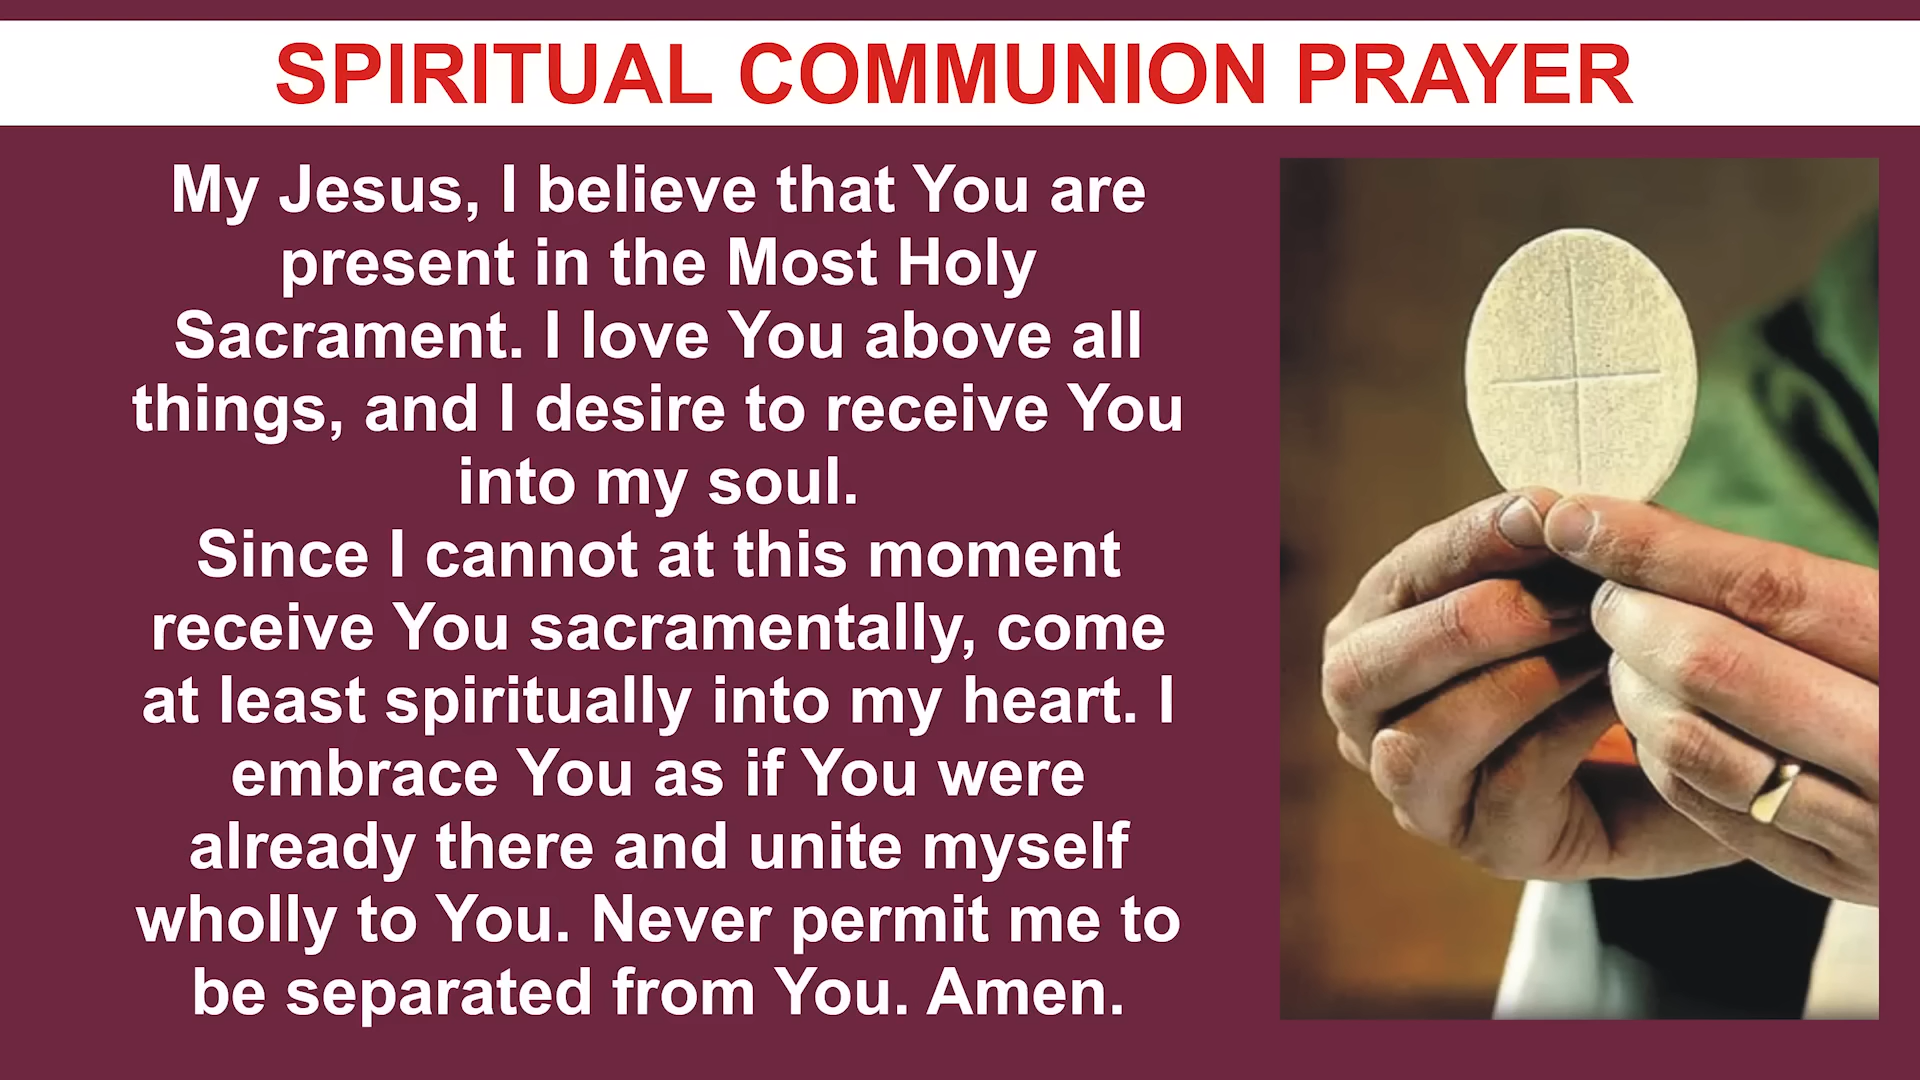 SPIRITUAL COMMUNION PRAYER
My Jesus, I believe that You are
present in the Most Holy
Sacrament. I love You above all
things, and I desire to receive You
into my soul.
Since I cannot at this moment
receive You sacramentally, come
at least spiritually into my heart. I
embrace You as if You were
already there and unite myself
wholly to You. Never permit me to
be separated from You. Amen.